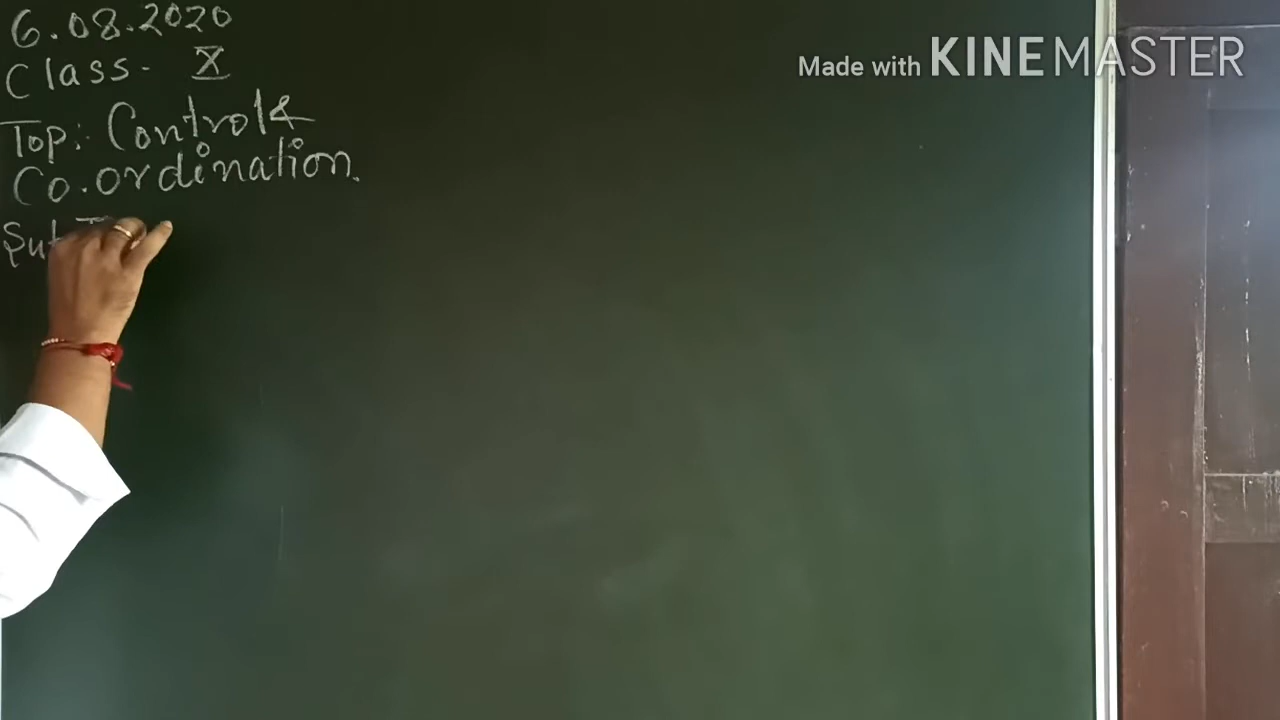 6.08.2020
Class- X
Top:- Control &
Co.ordination.
Made with KINEMASTER